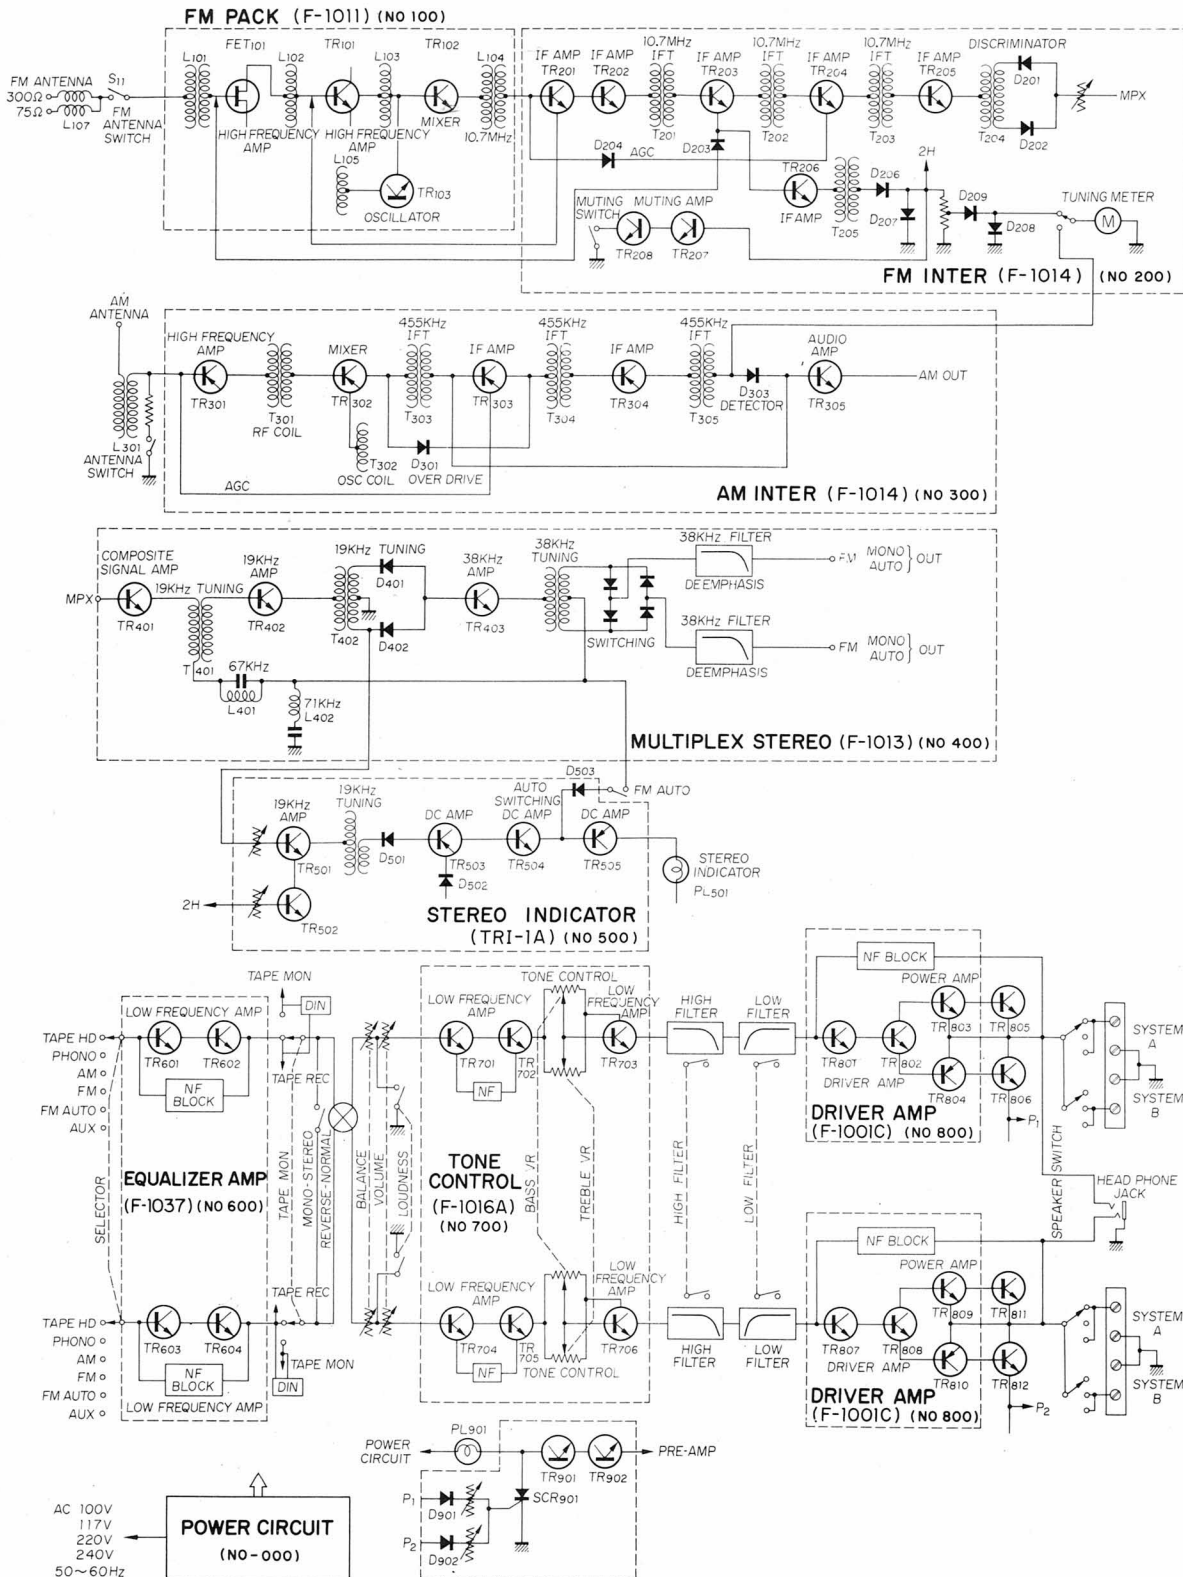 FM PACK (F-1011) (NO 100)
FET101
TR101
TR102
L101
L102
L103
L104
FM ANTENNA
300Ω
75Ω
L107
S11
FM
ANTENNA
SWITCH
HIGH FREQUENCY
AMP
HIGH FREQUENCY
AMP
MIXER
10.7MHz
L105
TR103
OSCILLATOR
IF AMP
TR201
IF AMP
TR202
10.7MHz
IFT
IF AMP
TR203
10.7MHz
IFT
IF AMP
TR204
10.7MHz
IFT
IF AMP
TR205
DISCRIMINATOR
D201
MPX
T201
T202
T203
T204
D202
D204
AGC
D203
TR206
IF AMP
T205
D206
D207
2H
D209
D208
TUNING METER
M
MUTING
SWITCH
MUTING AMP
TR208
TR207
FM INTER (F-1014) (NO 200)
AM
ANTENNA
HIGH FREQUENCY
AMP
TR301
T301
RF COIL
MIXER
TR302
455KHz
IFT
T303
IF AMP
TR303
455KHz
IFT
T304
IF AMP
TR304
455KHz
IFT
T305
D303
DETECTOR
AUDIO
AMP
TR305
AM OUT
L301
ANTENNA
SWITCH
T302
OSC COIL
D301
OVER DRIVE
AGC
AM INTER (F-1014) (NO 300)
COMPOSITE
SIGNAL AMP
MPX
TR401
19KHz TUNING
T401
19KHz
AMP
TR402
19KHz TUNING
D401
T402
D402
38KHz
AMP
TR403
38KHz
TUNING
SWITCHING
38KHz FILTER
DEEMPHASIS
FM MONO
AUTO } OUT
38KHz FILTER
DEEMPHASIS
FM MONO
AUTO } OUT
67KHz
L401
71KHz
L402
MULTIPLEX STEREO (F-1013) (NO 400)
D503
FM AUTO
19KHz
AMP
TR501
19KHz
TUNING
D501
DC AMP
TR503
D502
AUTO
SWITCHING
DC AMP
TR504
DC AMP
TR505
STEREO
INDICATOR
PL501
2H
TR502
STEREO INDICATOR
(TRI-1A) (NO 500)
TAPE MON
DIN
LOW FREQUENCY AMP
TAPE HD
PHONO
AM
FM
FM AUTO
AUX
TR601
TR602
NF
BLOCK
TAPE REC
EQUALIZER AMP
(F-1037) (NO 600)
SELECTOR
TAPE MON
MONO-STEREO
REVERSE-NORMAL
BALANCE
VOLUME
LOUDNESS
TONE CONTROL
LOW FREQUENCY
AMP
TR701
TR702
NF
LOW
FREQUENCY
AMP
TR703
TONE
CONTROL
(F-1016A)
(NO 700)
BASS VR
TREBLE VR
HIGH
FILTER
LOW
FILTER
HIGH FILTER
LOW FILTER
NF BLOCK
POWER AMP
TR801
TR802
TR803
TR805
DRIVER AMP
TR804
TR806
P1
DRIVER AMP
(F-1001C) (NO 800)
SYSTEM
A
SYSTEM
B
SPEAKER SWITCH
HEAD PHONE
JACK
TAPE HD
PHONO
AM
FM
FM AUTO
AUX
TR603
TR604
NF
BLOCK
LOW FREQUENCY AMP
TAPE REC
TAPE MON
DIN
LOW FREQUENCY
AMP
TR704
TR705
NF
TONE CONTROL
LOW
FREQUENCY
AMP
TR706
HIGH
FILTER
LOW
FILTER
NF BLOCK
POWER AMP
TR807
TR808
TR809
TR811
DRIVER AMP
TR810
TR812
P2
DRIVER AMP
(F-1001C) (NO 800)
SYSTEM
A
SYSTEM
B
POWER
CIRCUIT
PL901
TR901
TR902
PRE-AMP
SCR901
P1
D901
P2
D902
AC 100V
117V
220V
240V
50~60Hz
POWER CIRCUIT
(NO-000)